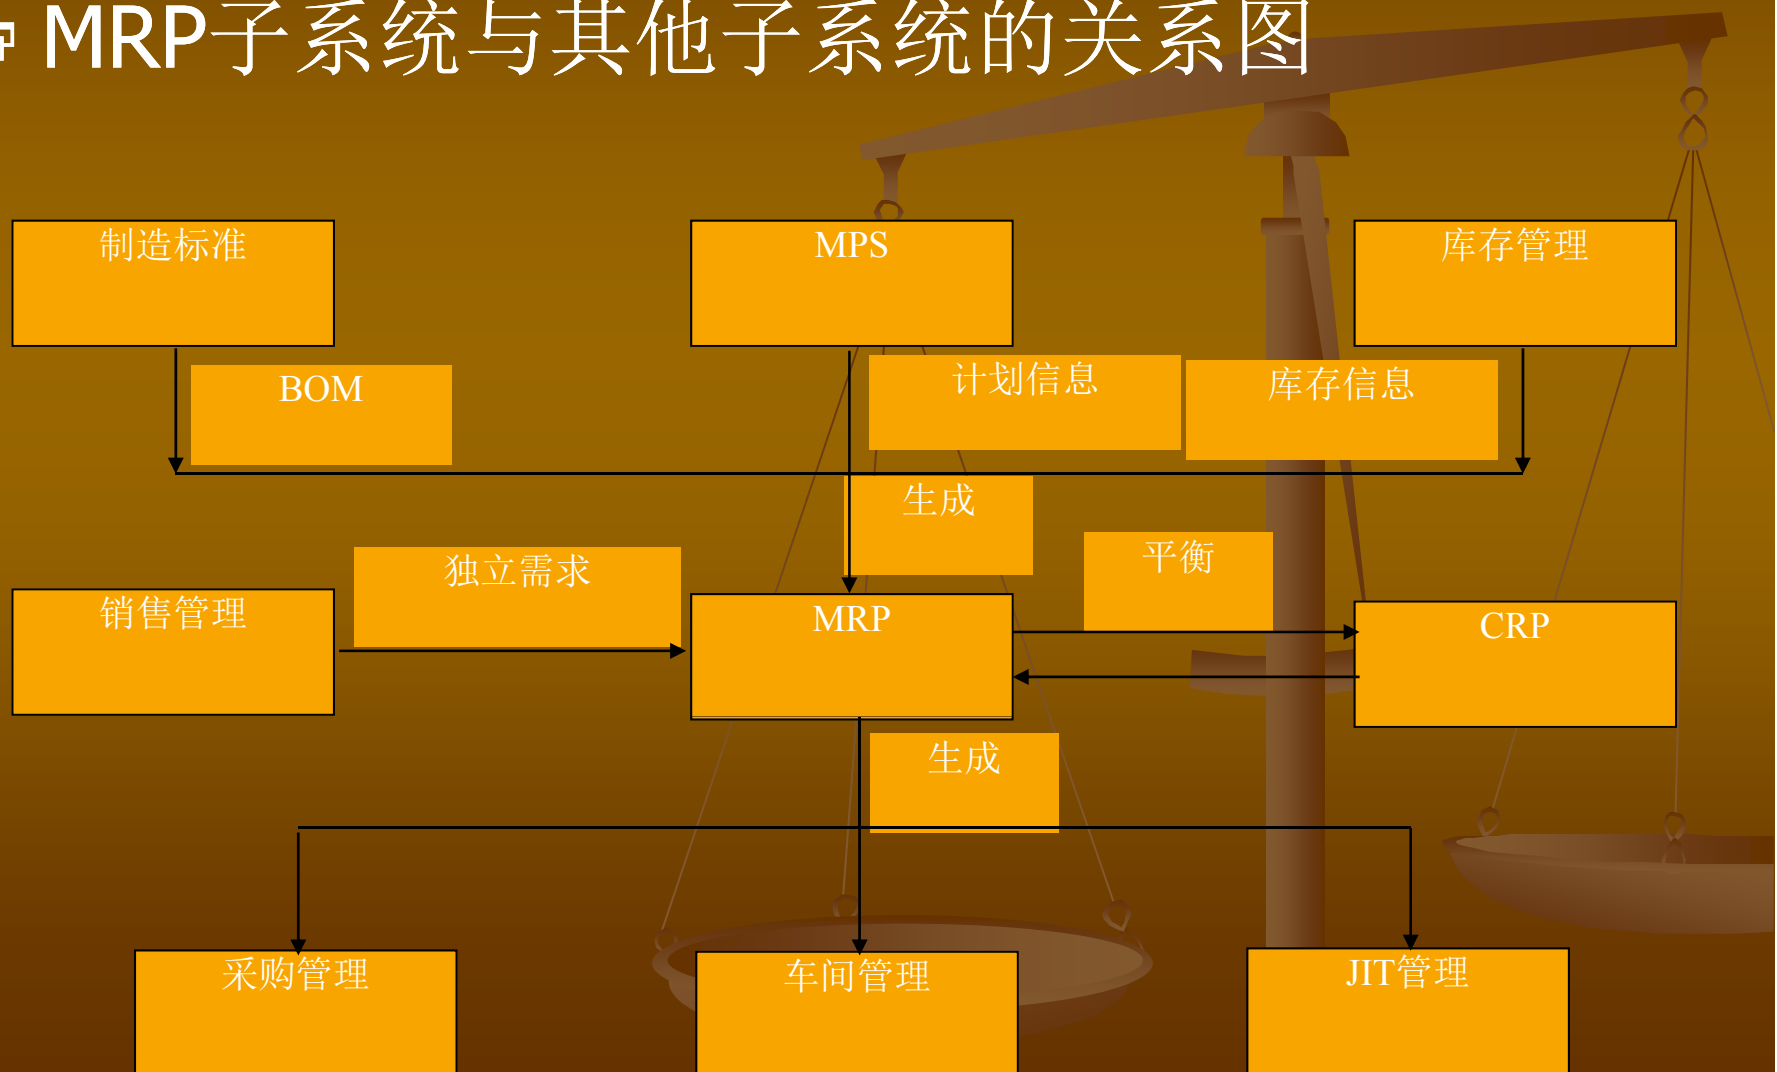 MRP子系统与其他子系统的关系图
制造标准
MPS
库存管理
BOM
计划信息
库存信息
生成
独立需求
平衡
销售管理
MRP
CRP
生成
采购管理
车间管理
JIT管理